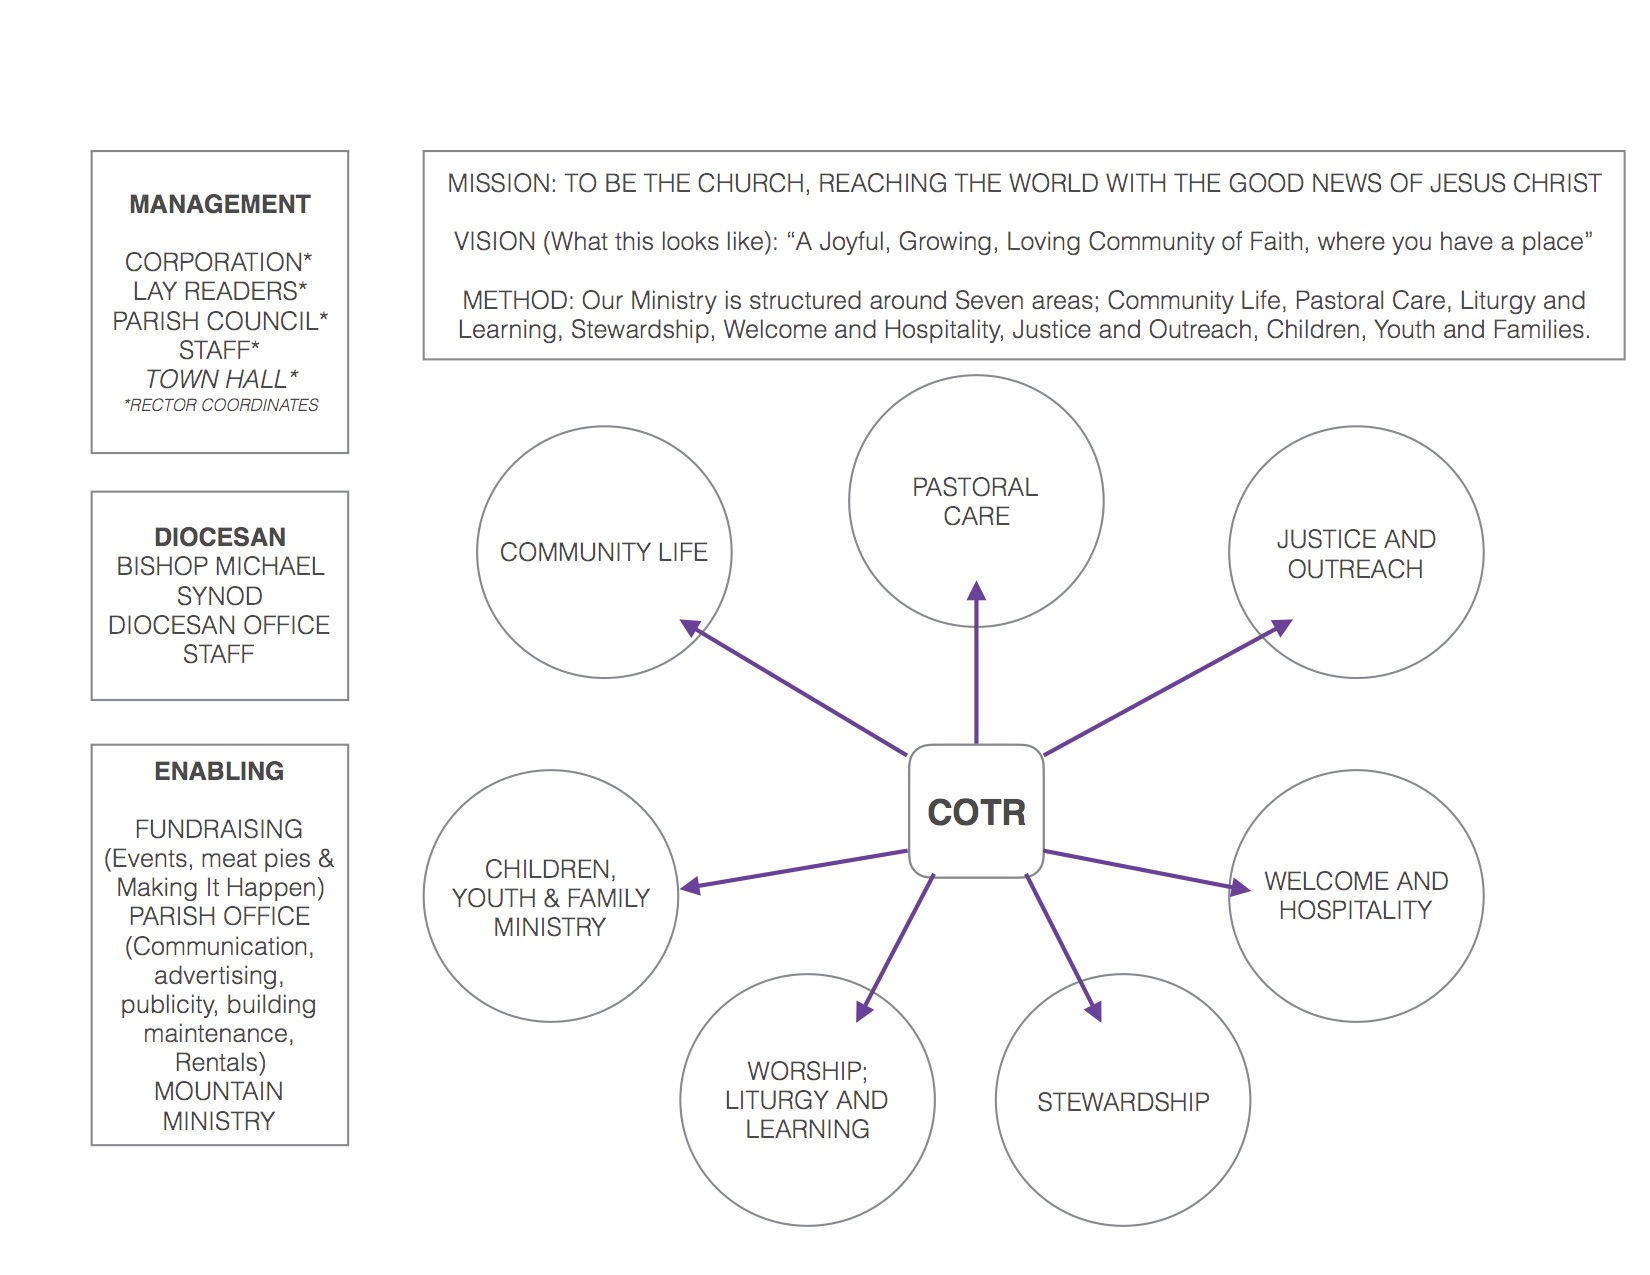 MANAGEMENT
CORPORATION*
LAY READERS*
PARISH COUNCIL*
STAFF*
TOWN HALL*
*RECTOR COORDINATES
DIOCESAN
BISHOP MICHAEL
SYNOD
DIOCESAN OFFICE
STAFF
ENABLING
FUNDRAISING
(Events, meat pies &
Making It Happen)
PARISH OFFICE
(Communication,
advertising,
publicity, building
maintenance,
Rentals)
MOUNTAIN
MINISTRY
MISSION: TO BE THE CHURCH, REACHING THE WORLD WITH THE GOOD NEWS OF JESUS CHRIST
VISION (What this looks like): “A Joyful, Growing, Loving Community of Faith, where you have a place”
METHOD: Our Ministry is structured around Seven areas; Community Life, Pastoral Care, Liturgy and
Learning, Stewardship, Welcome and Hospitality, Justice and Outreach, Children, Youth and Families.
COMMUNITY LIFE
PASTORAL
CARE
JUSTICE AND
OUTREACH
COTR
CHILDREN,
YOUTH & FAMILY
MINISTRY
WELCOME AND
HOSPITALITY
WORSHIP;
LITURGY AND
LEARNING
STEWARDSHIP